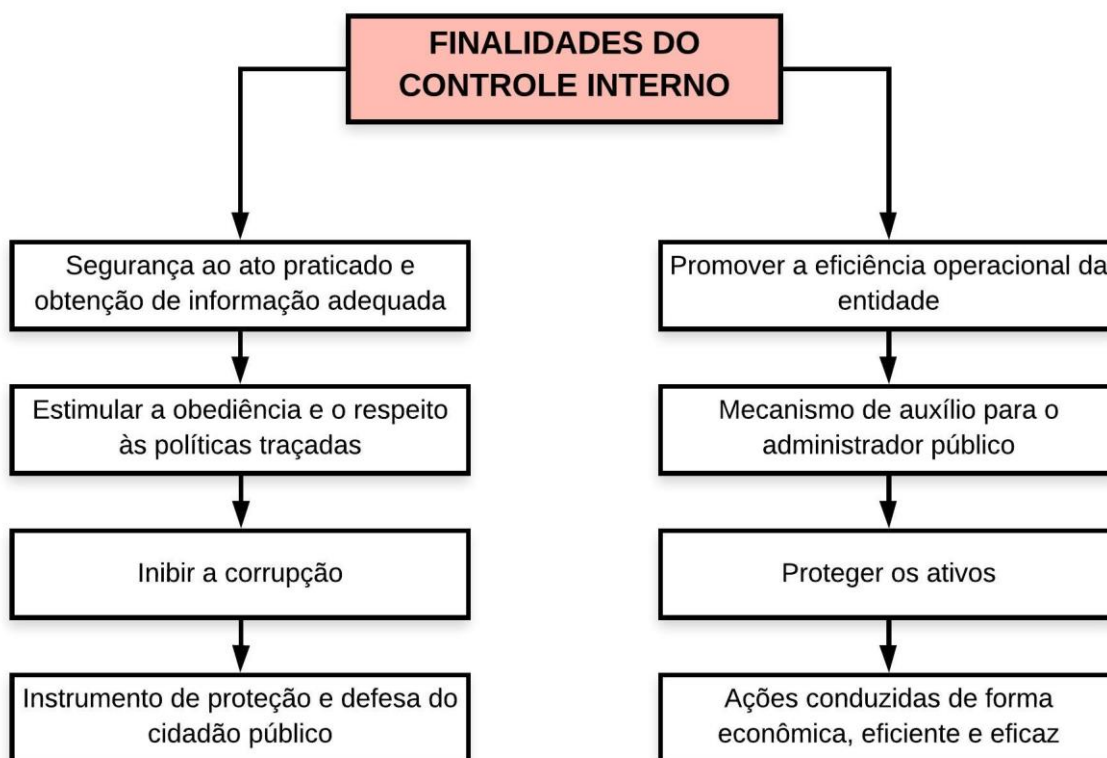 FINALIDADES DO
CONTROLE INTERNO
Segurança ao ato praticado e
obtenção de informação adequada
Estimular a obediência e o respeito
às políticas traçadas
Inibir a corrupção
Instrumento de proteção e defesa do
cidadão público
Promover a eficiência operacional da
entidade
Mecanismo de auxílio para o
administrador público
Proteger os ativos
Ações conduzidas de forma
econômica, eficiente e eficaz